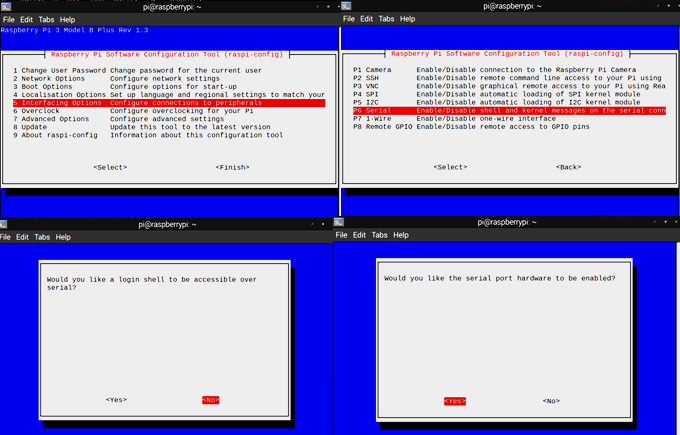 pi@raspberrypi: ~
File Edit Tabs Help
Raspberry Pi 3 Model B Plus Rev 1.3
Raspberry Pi Software Configuration Tool (raspi-config)
1 Change User Password Change password for the current user
2 Network Options Configure network settings
3 Boot Options Configure options for start-up
4 Localisation Options Set up language and regional settings to match your
5 Interfacing Options Configure connections to peripherals
6 Overclock Configure overclocking for your Pi
7 Advanced Options Configure advanced settings
8 Update Update this tool to the latest version
9 About raspi-config Information about this configuration tool
<Select> <Finish>
pi@raspberrypi: ~
File Edit Tabs Help
Raspberry Pi Software Configuration Tool (raspi-config)
P1 Camera Enable/Disable connection to the Raspberry Pi Camera
P2 SSH Enable/Disable remote command line access to your Pi using
P3 VNC Enable/Disable graphical remote access to your Pi using Rea
P4 SPI Enable/Disable automatic loading of SPI kernel module
P5 I2C Enable/Disable automatic loading of I2C kernel module
P6 Serial Enable/Disable shell and kernel messages on the serial conn
P7 1-Wire Enable/Disable one-wire interface
P8 Remote GPIO Enable/Disable remote access to GPIO pins
<Select> <Back>
pi@raspberrypi: ~
File Edit Tabs Help
Would you like a login shell to be accessible over
serial?
<Yes> <No>
pi@raspberrypi: ~
File Edit Tabs Help
Would you like the serial port hardware to be enabled?
<Yes> <No>